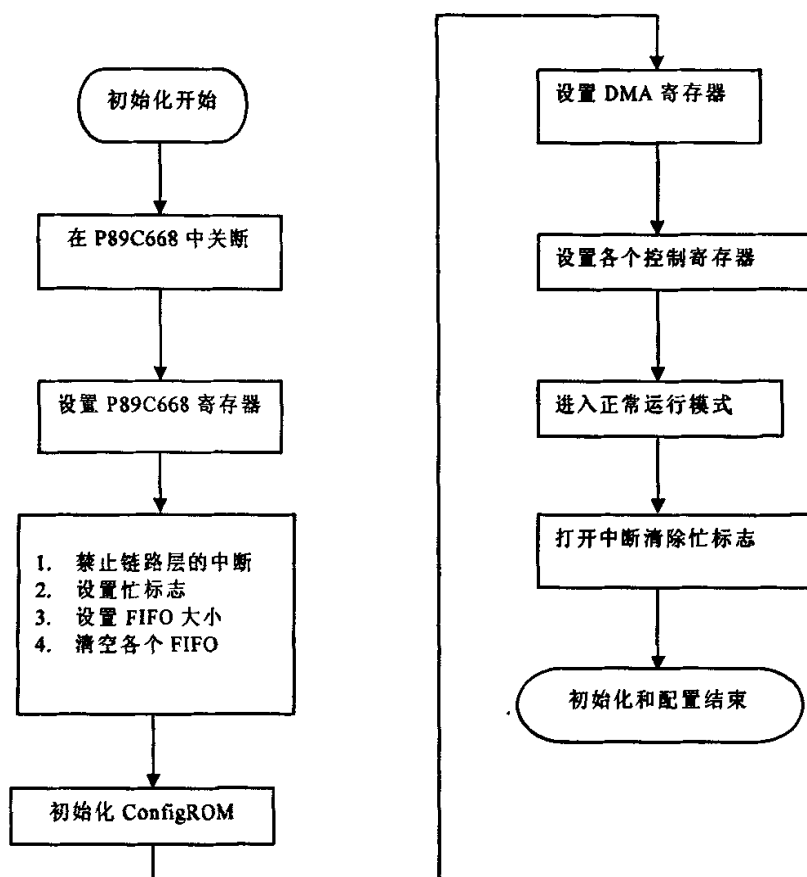 初始化开始
在 P89C668 中关断
设置 P89C668 寄存器
1. 禁止链路层的中断
2. 设置忙标志
3. 设置 FIFO 大小
4. 清空各个 FIFO
初始化 ConfigROM
设置 DMA 寄存器
设置各个控制寄存器
进入正常运行模式
打开中断清除忙标志
初始化和配置结束